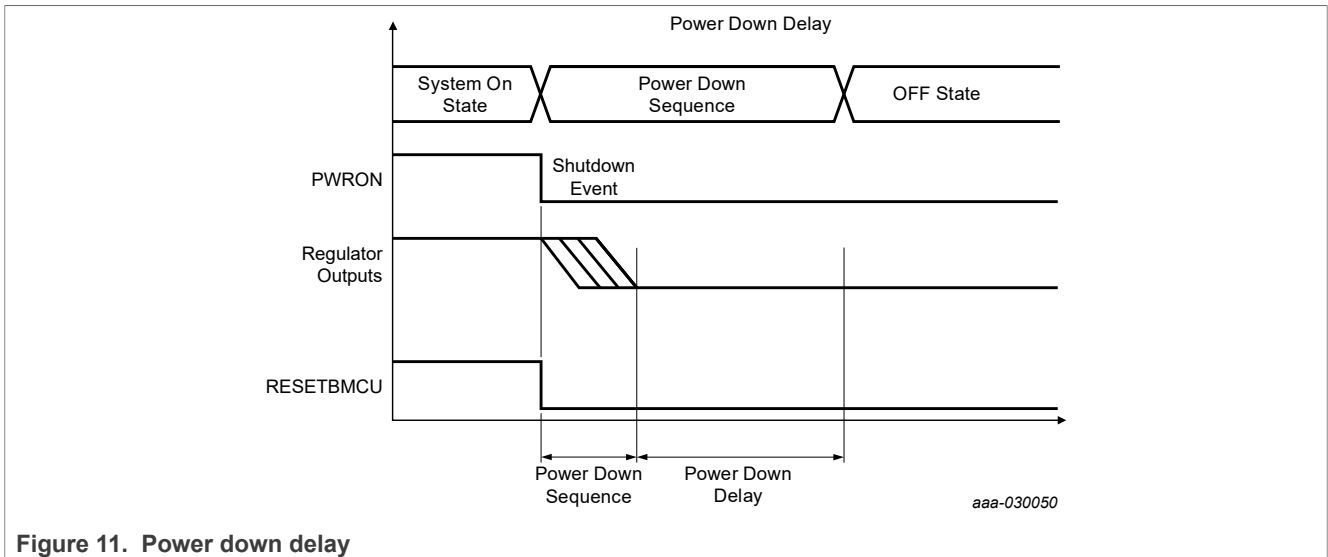 Power Down Delay
System On
State
Power Down
Sequence
OFF State
PWRON
Shutdown
Event
Regulator
Outputs
RESETBMCU
Power Down
Sequence
Power Down
Delay
aaa-030050
Figure 11. Power down delay